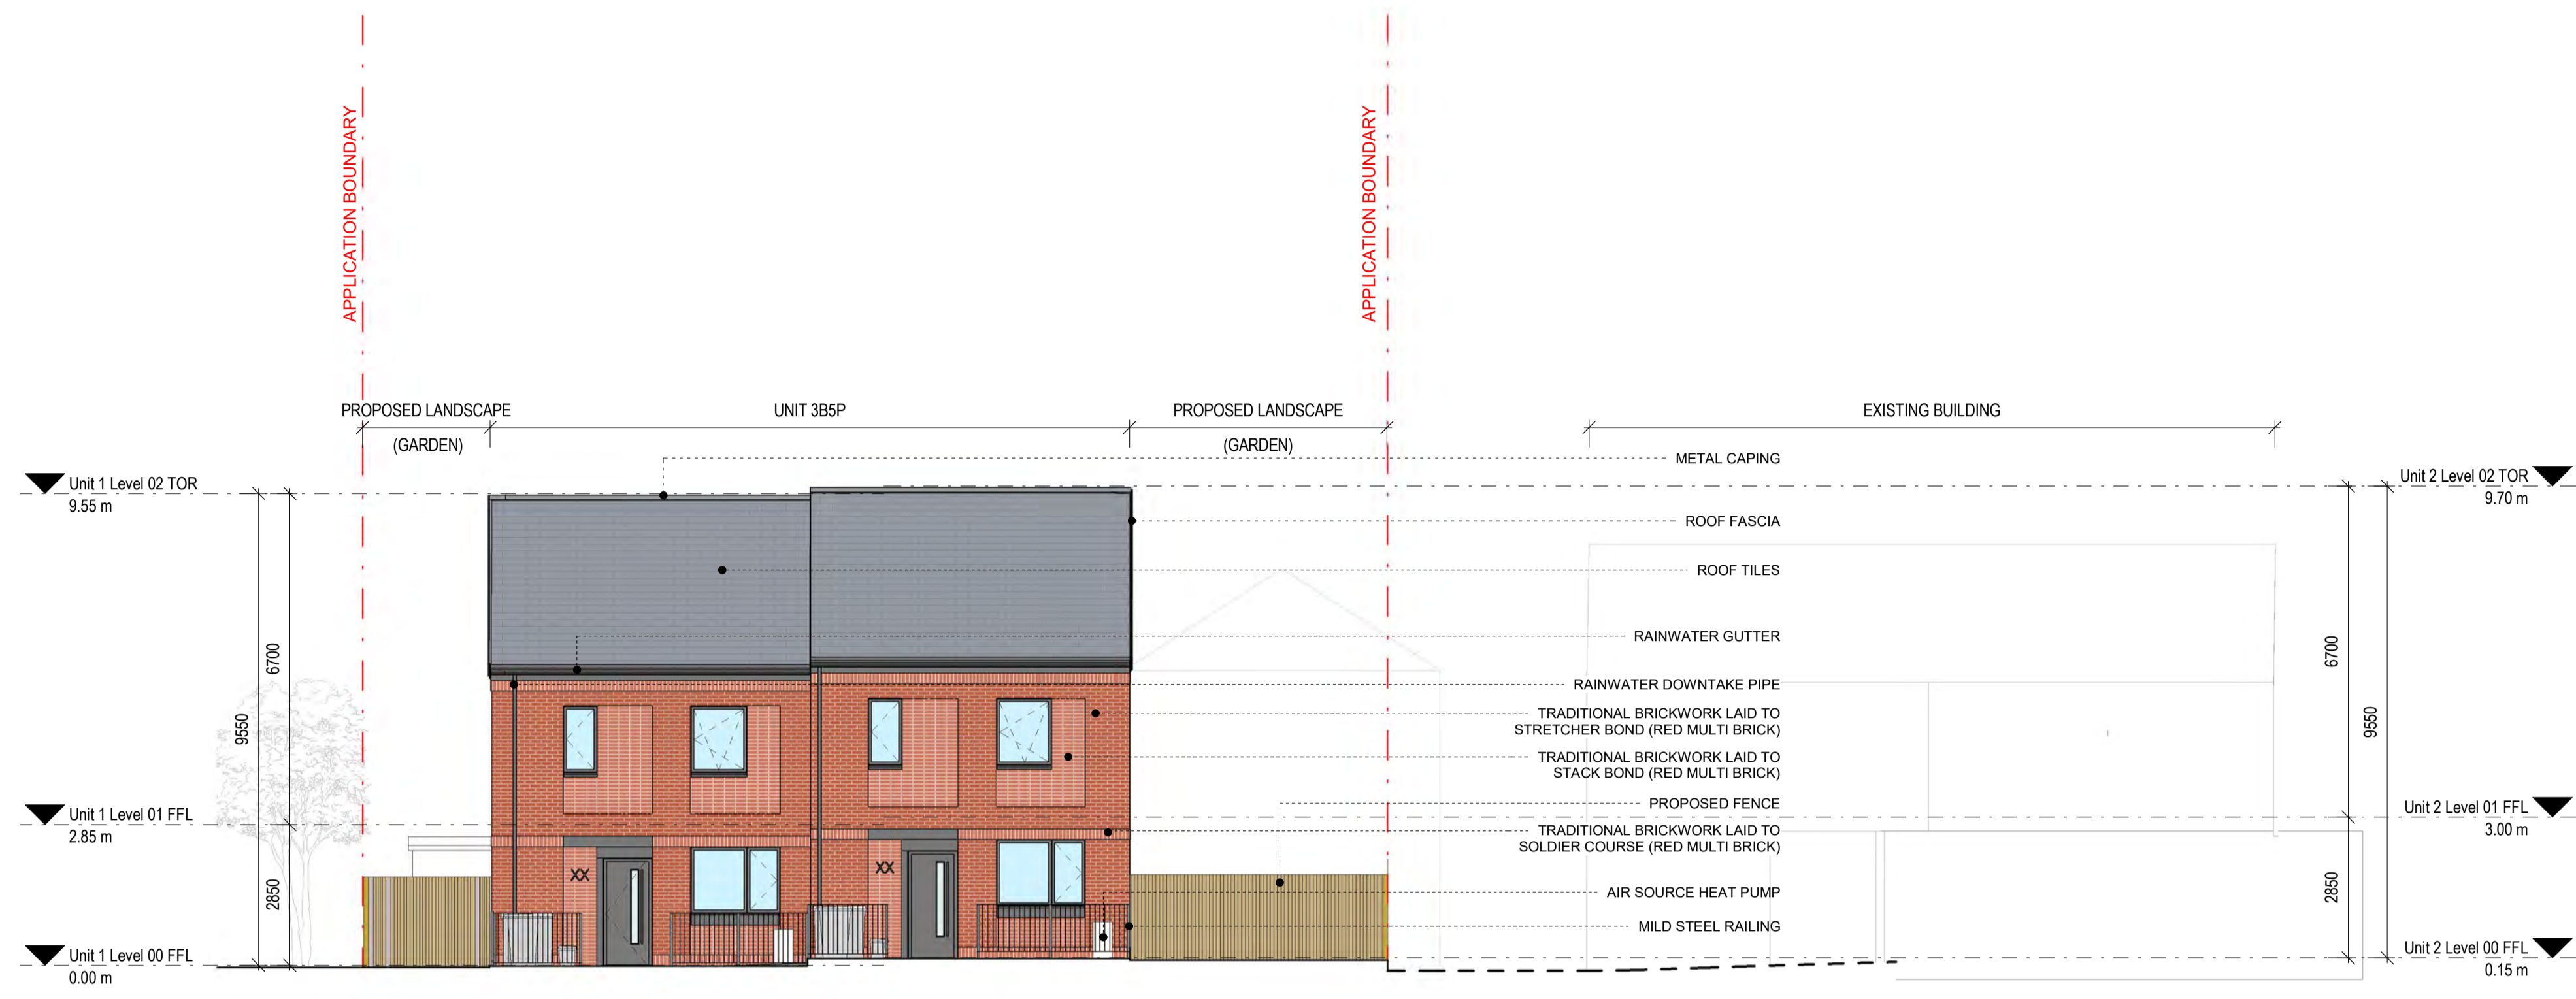 APPLICATION BOUNDARY
APPLICATION BOUNDARY
PROPOSED LANDSCAPE
(GARDEN)
UNIT 3B5P
PROPOSED LANDSCAPE
(GARDEN)
EXISTING BUILDING
Unit 1 Level 02 TOR
9.55 m
Unit 1 Level 01 FFL
2.85 m
Unit 1 Level 00 FFL
0.00 m
9550
6700
2850
XX
XX
METAL CAPING
ROOF FASCIA
ROOF TILES
RAINWATER GUTTER
RAINWATER DOWNTAKE PIPE
TRADITIONAL BRICKWORK LAID TO
STRETCHER BOND (RED MULTI BRICK)
TRADITIONAL BRICKWORK LAID TO
STACK BOND (RED MULTI BRICK)
PROPOSED FENCE
TRADITIONAL BRICKWORK LAID TO
SOLDIER COURSE (RED MULTI BRICK)
AIR SOURCE HEAT PUMP
MILD STEEL RAILING
6700
9550
2850
Unit 2 Level 02 TOR
9.70 m
Unit 2 Level 01 FFL
3.00 m
Unit 2 Level 00 FFL
0.15 m